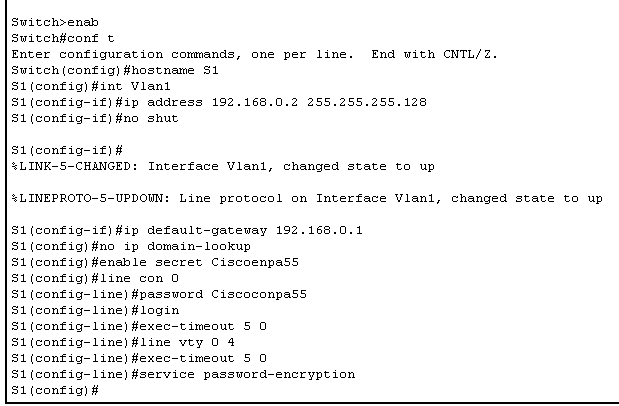 Switch>enab
Switch#conf t
Enter configuration commands, one per line.  End with CNTL/Z.
Switch(config)#hostname S1
S1(config)#int Vlan1
S1(config-if)#ip address 192.168.0.2 255.255.255.128
S1(config-if)#no shut
S1(config-if)#
%LINK-5-CHANGED: Interface Vlan1, changed state to up
%LINEPROTO-5-UPDOWN: Line protocol on Interface Vlan1, changed state to up
S1(config-if)#ip default-gateway 192.168.0.1
S1(config)#no ip domain-lookup
S1(config)#enable secret Ciscoenpa55
S1(config)#line con 0
S1(config-line)#password Ciscoconpa55
S1(config-line)#login
S1(config-line)#exec-timeout 5 0
S1(config-line)#line vty 0 4
S1(config-line)#exec-timeout 5 0
S1(config-line)#service password-encryption
S1(config)#